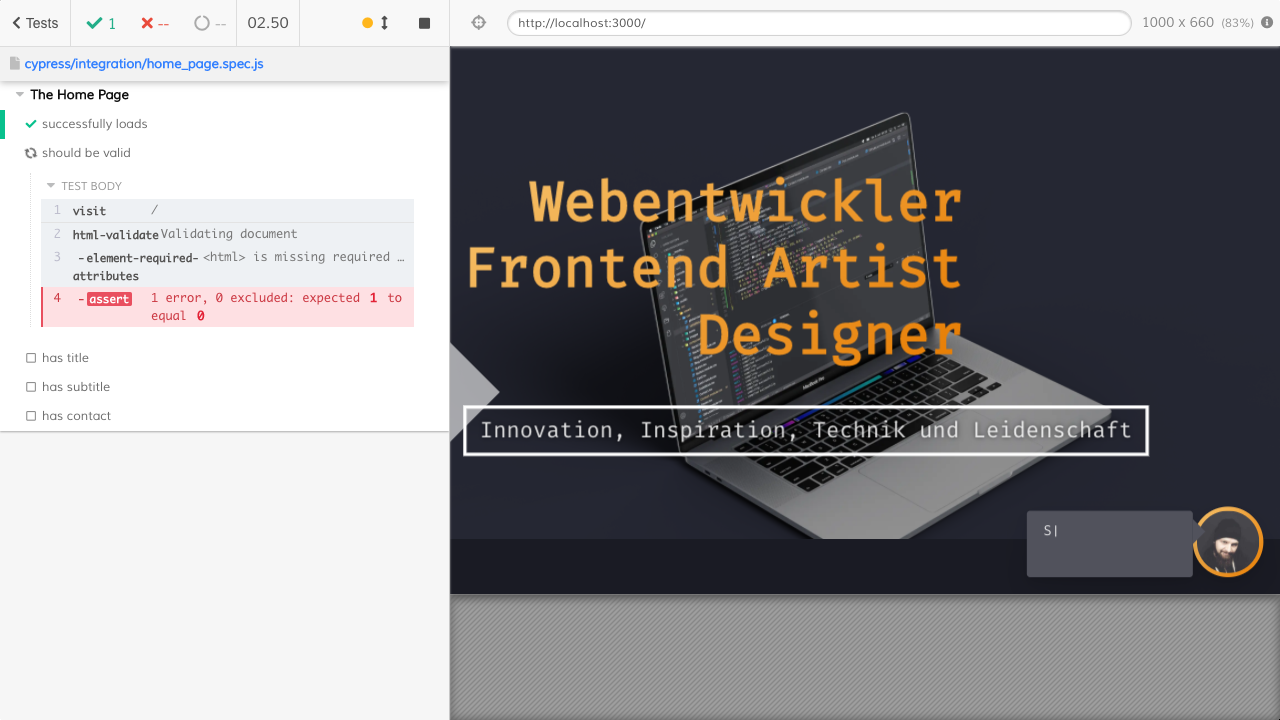 Tests 1 -- -- 02.50
http://localhost:3000/ 1000 x 660 (83%)
cypress/integration/home_page.spec.js
The Home Page
successfully loads
should be valid
TEST BODY
1 visit /
2 html-validate Validating document
3 -element-required- <html> is missing required …
attributes
4 -assert 1 error, 0 excluded: expected 1 to
equal 0
has title
has subtitle
has contact
Webentwickler
Frontend Artist
Designer
Innovation, Inspiration, Technik und Leidenschaft
S|
MacBook Pro